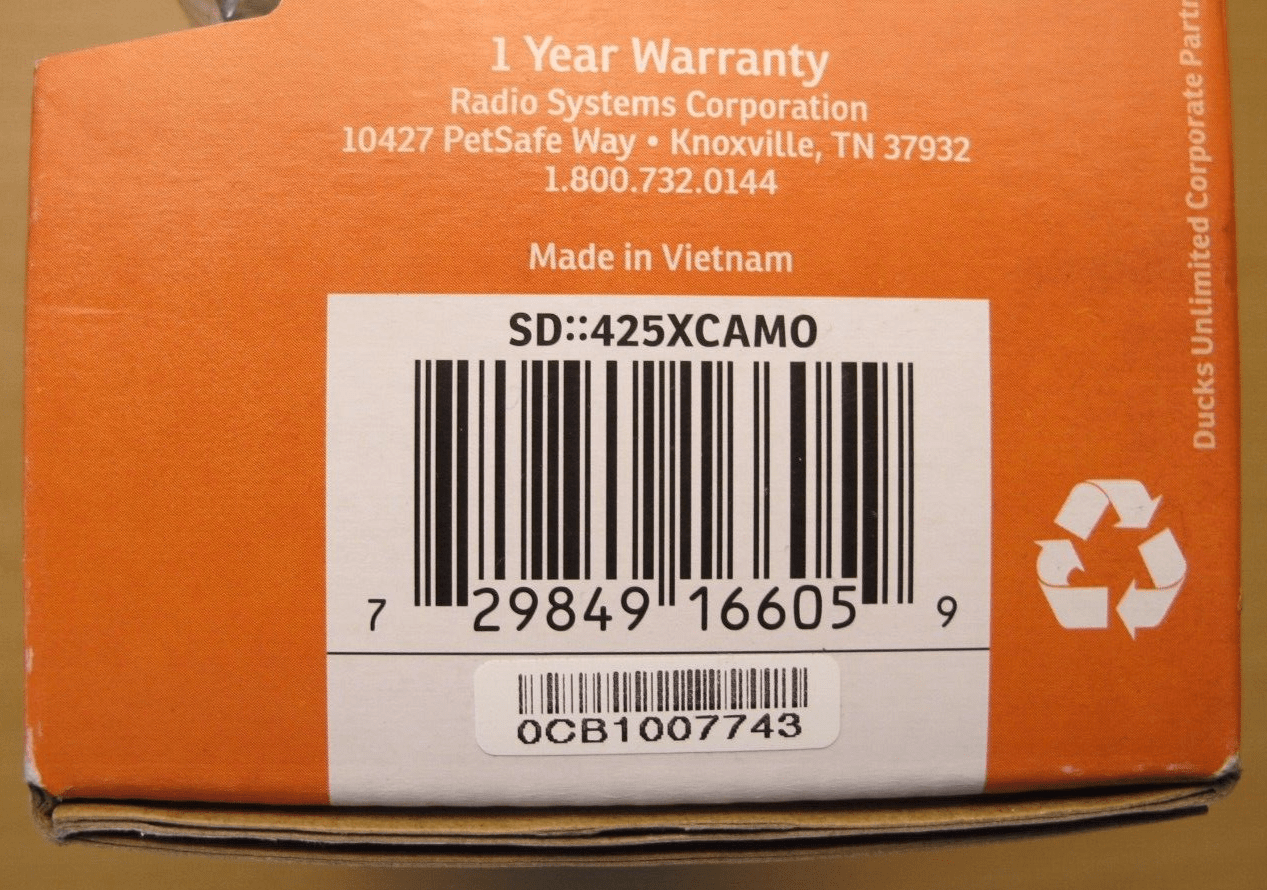 1 Year Warranty
Radio Systems Corporation
10427 PetSafe Way • Knoxville, TN 37932
1.800.732.0144
Made in Vietnam
SD::425XCAMO
7 29849 16605 9
0CB1007743
Ducks Unlimited Corporate